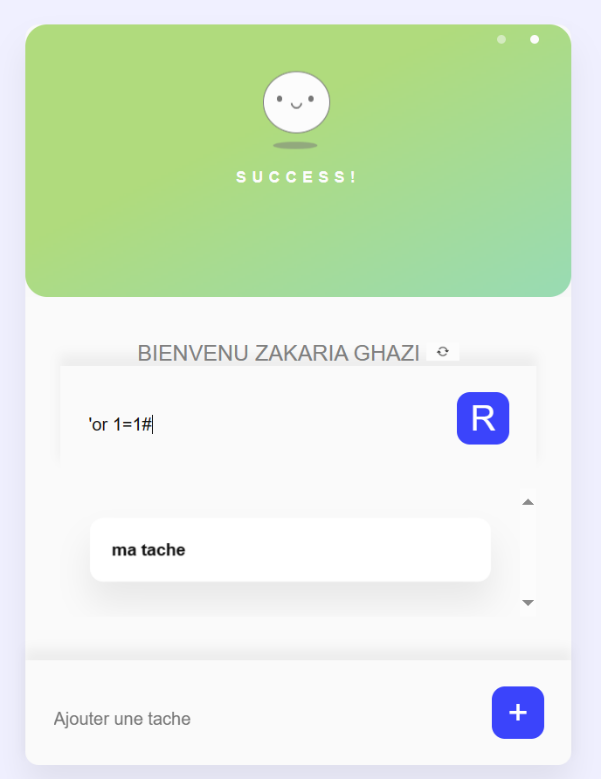 SUCCESS!
BIENVENU ZAKARIA GHAZI
'or 1=1#
R
ma tache
Ajouter une tache
+